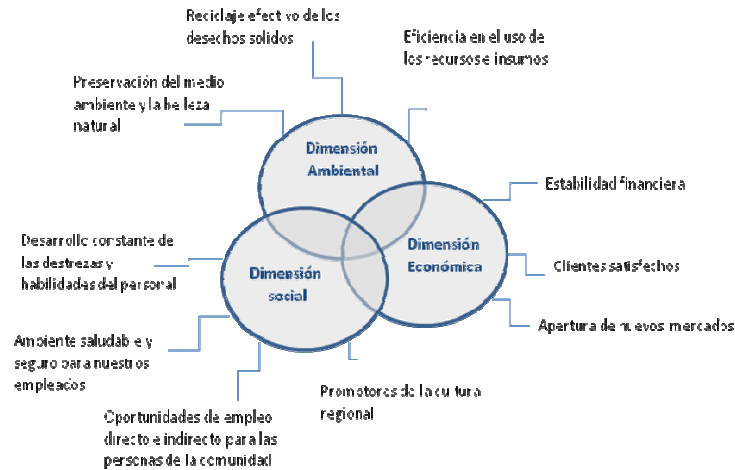 Reciclaje efectivo de los
desechos solidos
Eficiencia en el uso de
los recursos e insumos
Preservación del medio
ambiente y la belleza
natural
Dimensión
Ambiental
Estabilidad financiera
Desarrollo constante de
las destrezas y
habilidades del personal
Dimensión
Económica
Dimensión
social
Clientes satisfechos
Apertura de nuevos mercados
Ambiente saludable y
seguro para nuestros
empleados
Promotores de la cultura
regional
Oportunidades de empleo
directo e indirecto para las
personas de la comunidad